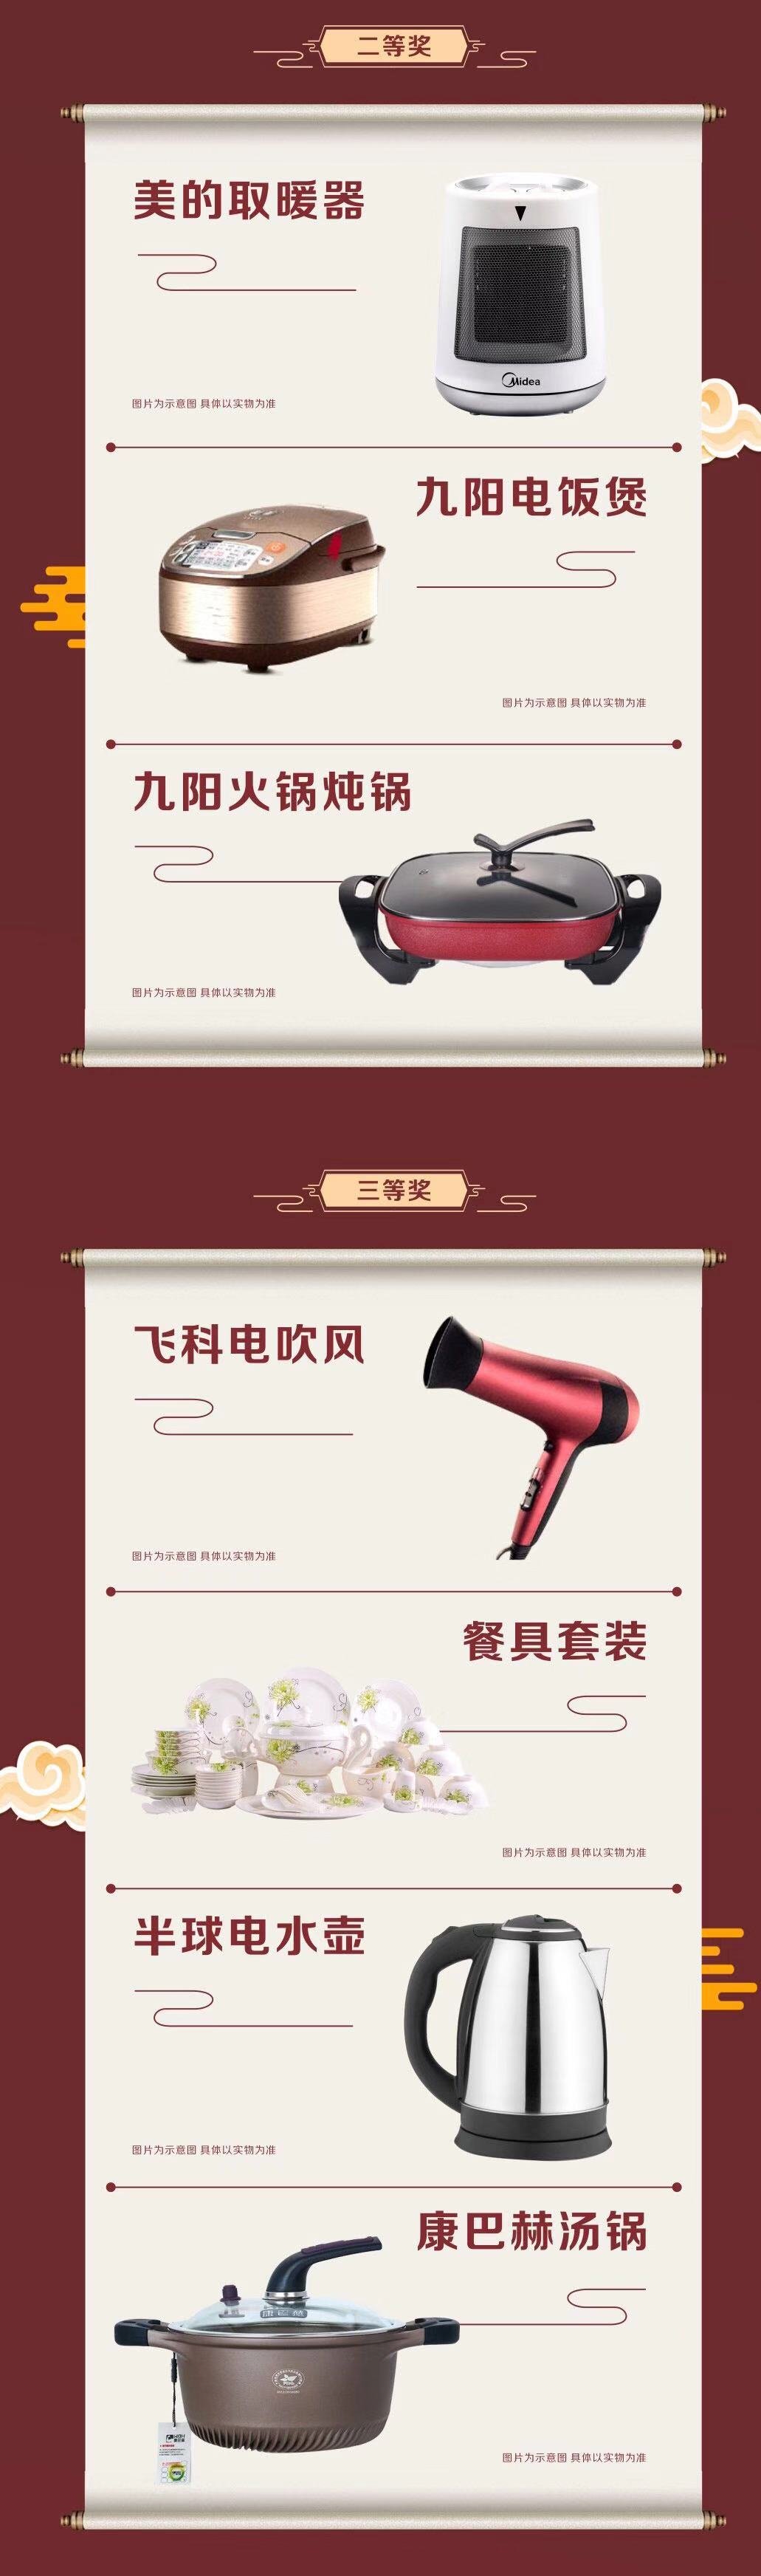 二等奖
美的取暖器
Midea
图片为示意图 具体以实物为准
九阳电饭煲
图片为示意图 具体以实物为准
九阳火锅炖锅
图片为示意图 具体以实物为准
三等奖
飞科电吹风
图片为示意图 具体以实物为准
餐具套装
图片为示意图 具体以实物为准
半球电水壶
图片为示意图 具体以实物为准
康巴赫汤锅
图片为示意图 具体以实物为准